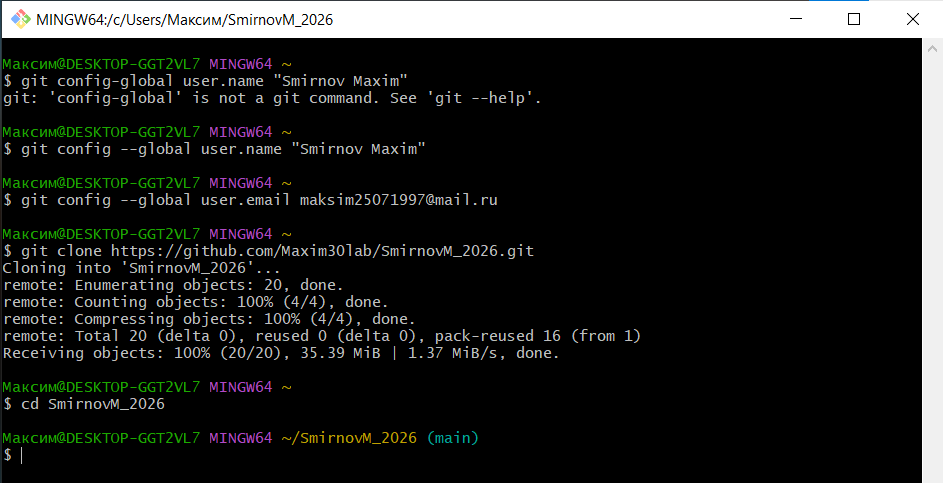 MINGW64:/c/Users/Максим/SmirnovM_2026
Максим@DESKTOP-GGT2VL7 MINGW64 ~
$ git config-global user.name "Smirnov Maxim"
git: 'config-global' is not a git command. See 'git --help'.
Максим@DESKTOP-GGT2VL7 MINGW64 ~
$ git config --global user.name "Smirnov Maxim"
Максим@DESKTOP-GGT2VL7 MINGW64 ~
$ git config --global user.email maksim25071997@mail.ru
Максим@DESKTOP-GGT2VL7 MINGW64 ~
$ git clone https://github.com/Maxim30lab/SmirnovM_2026.git
Cloning into 'SmirnovM_2026'...
remote: Enumerating objects: 20, done.
remote: Counting objects: 100% (4/4), done.
remote: Compressing objects: 100% (4/4), done.
remote: Total 20 (delta 0), reused 0 (delta 0), pack-reused 16 (from 1)
Receiving objects: 100% (20/20), 35.39 MiB | 1.37 MiB/s, done.
Максим@DESKTOP-GGT2VL7 MINGW64 ~
$ cd SmirnovM_2026
Максим@DESKTOP-GGT2VL7 MINGW64 ~/SmirnovM_2026 (main)
$